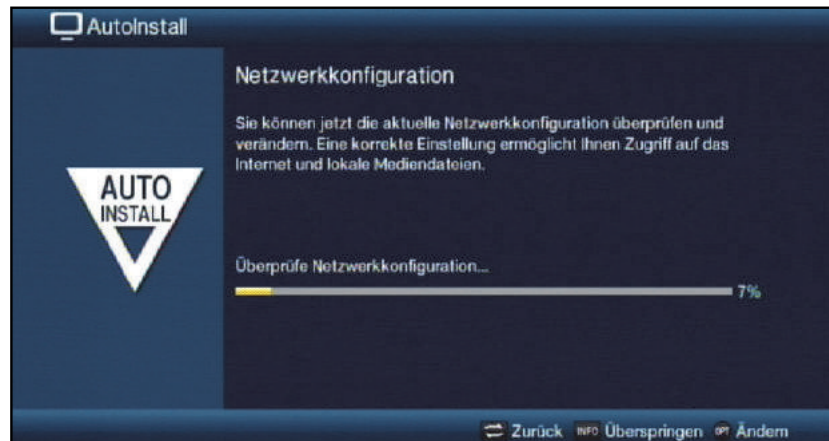 AutoInstall
Netzwerkkonfiguration
Sie können jetzt die aktuelle Netzwerkkonfiguration überprüfen und
verändern. Eine korrekte Einstellung ermöglicht Ihnen Zugriff auf das
Internet und lokale Mediendateien.
AUTO
INSTALL
Überprüfe Netzwerkkonfiguration...
7%
Zurück INFO Überspringen OPT Ändern